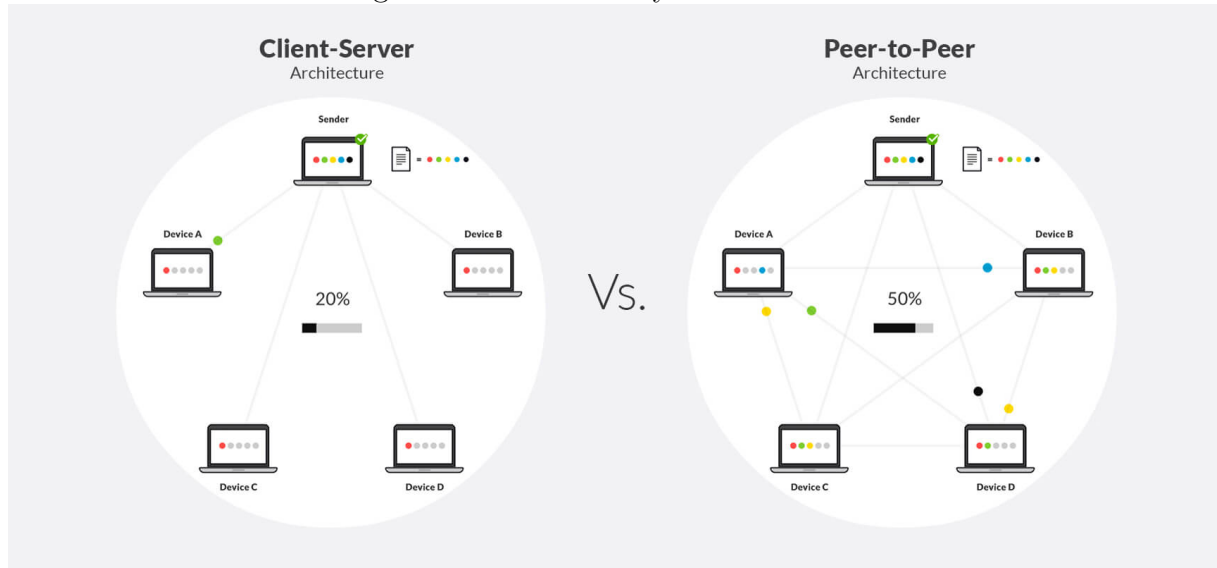 Client-Server
Architecture
Sender
=
Device A
Device B
20%
Device C
Device D
Vs.
Peer-to-Peer
Architecture
Sender
=
Device A
Device B
50%
Device C
Device D